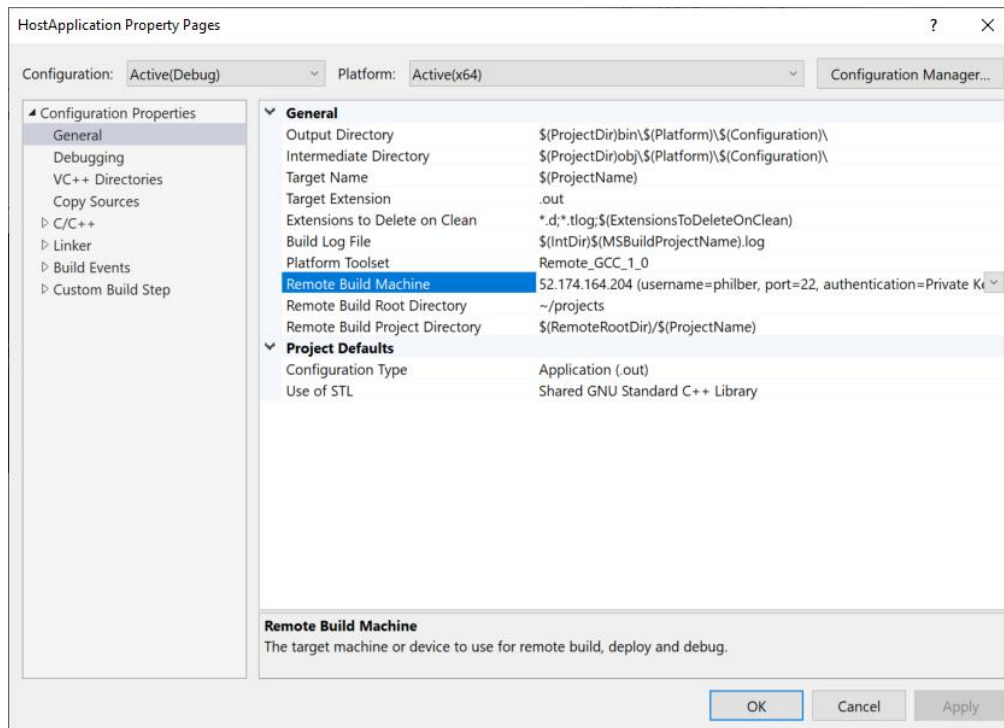 HostApplication Property Pages ? ×
Configuration: Active(Debug) Platform: Active(x64) Configuration Manager...
Configuration Properties
General
Debugging
VC++ Directories
Copy Sources
C/C++
Linker
Build Events
Custom Build Step
General
Output Directory $(ProjectDir)bin\$(Platform)\$(Configuration)\
Intermediate Directory $(ProjectDir)obj\$(Platform)\$(Configuration)\
Target Name $(ProjectName)
Target Extension .out
Extensions to Delete on Clean *.d;*.tlog;$(ExtensionsToDeleteOnClean)
Build Log File $(IntDir)$(MSBuildProjectName).log
Platform Toolset Remote_GCC_1_0
Remote Build Machine 52.174.164.204 (username=philber, port=22, authentication=Private
Remote Build Root Directory ~/projects
Remote Build Project Directory $(RemoteRootDir)/$(ProjectName)
Project Defaults
Configuration Type Application (.out)
Use of STL Shared GNU Standard C++ Library
Remote Build Machine
The target machine or device to use for remote build, deploy and debug.
OK Cancel Apply